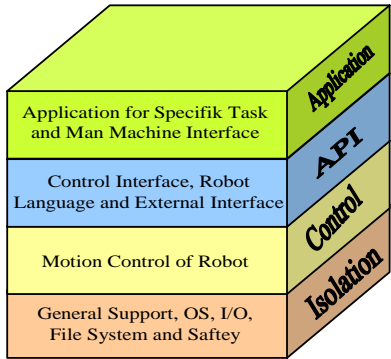 Application for Specifik Task
and Man Machine Interface
Application
Control Interface, Robot
Language and External Interface
API
Motion Control of Robot
Control
General Support, OS, I/O,
File System and Saftey
Isolation